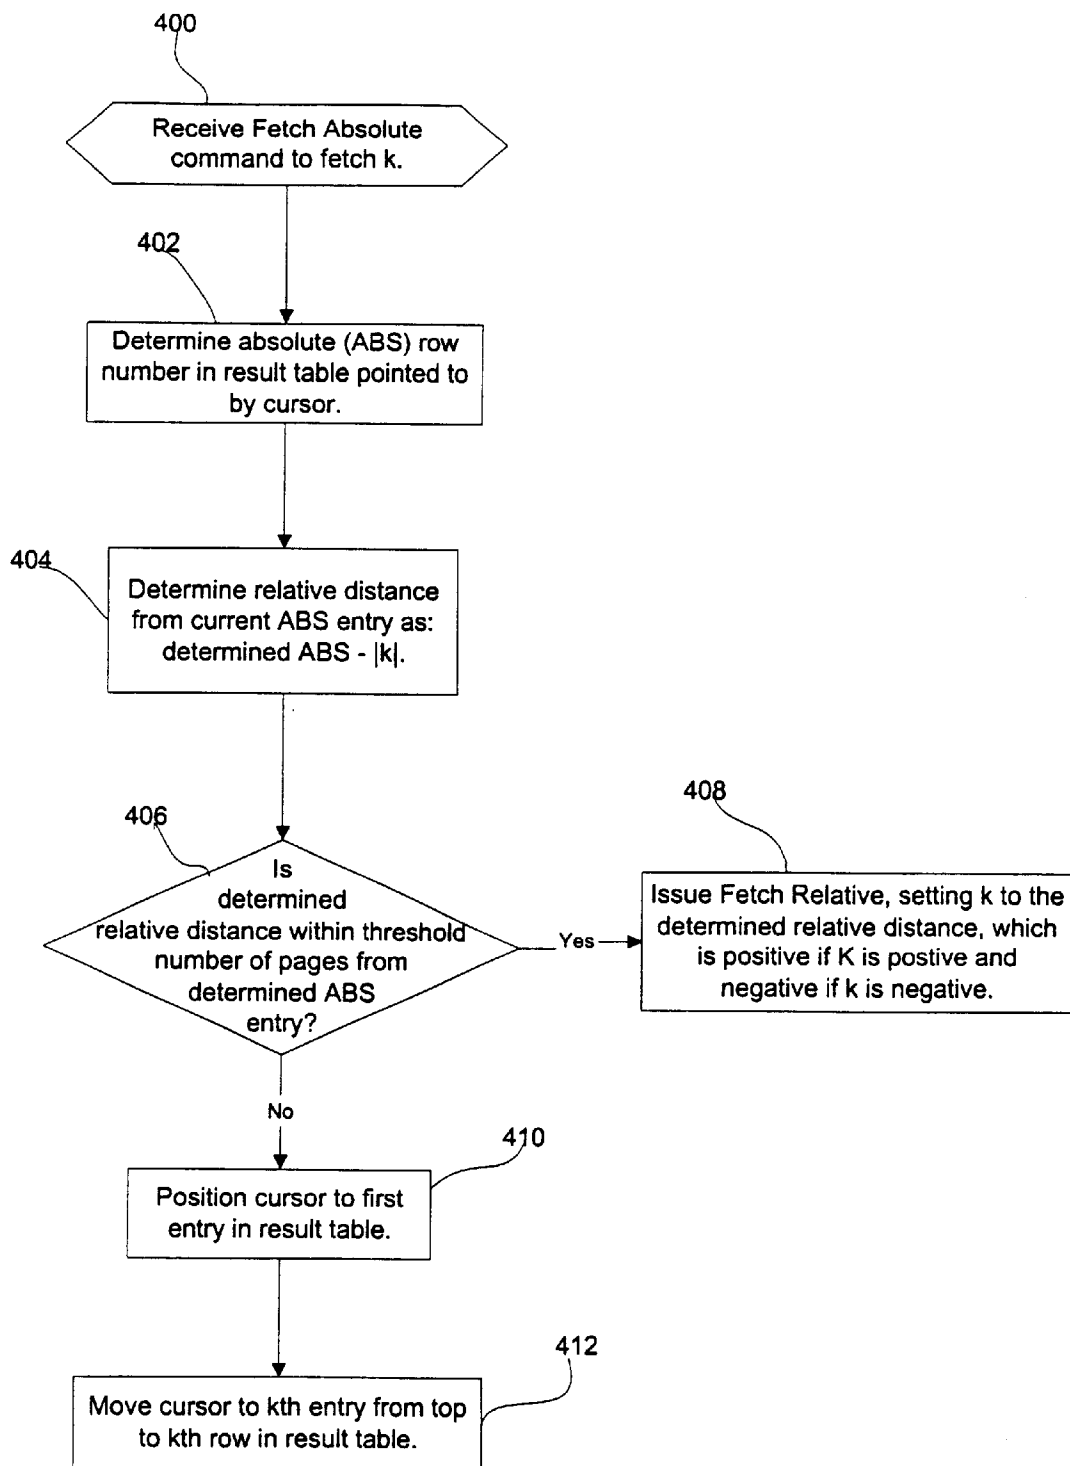 400
Receive Fetch Absolute
command to fetch k.
402
Determine absolute (ABS) row
number in result table pointed to
by cursor.
404
Determine relative distance
from current ABS entry as:
determined ABS - |k|.
406
Is
determined
relative distance within threshold
number of pages from
determined ABS
entry?
Yes
408
Issue Fetch Relative, setting k to the
determined relative distance, which
is positive if K is postive and
negative if k is negative.
No
410
Position cursor to first
entry in result table.
412
Move cursor to kth entry from top
to kth row in result table.